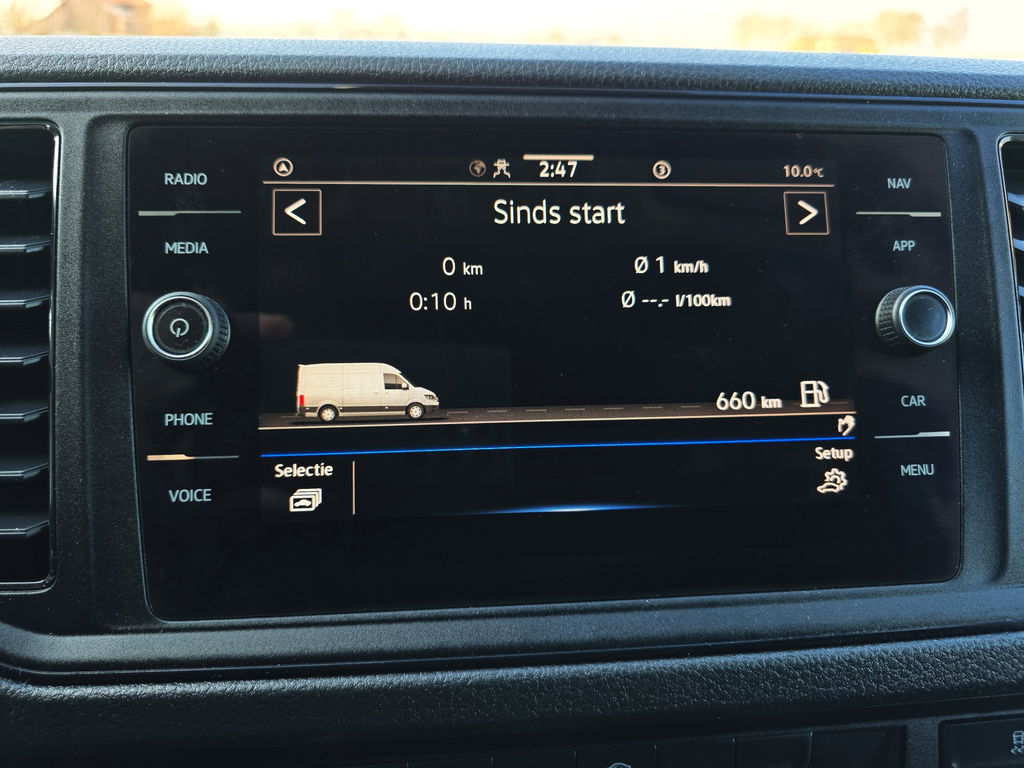 RADIO
MEDIA
PHONE
VOICE
2:47
3
10.0°C
Sinds start
0 km
Ø 1 km/h
0:10 h
Ø --.- l/100km
660 km
Selectie
Setup
NAV
APP
CAR
MENU